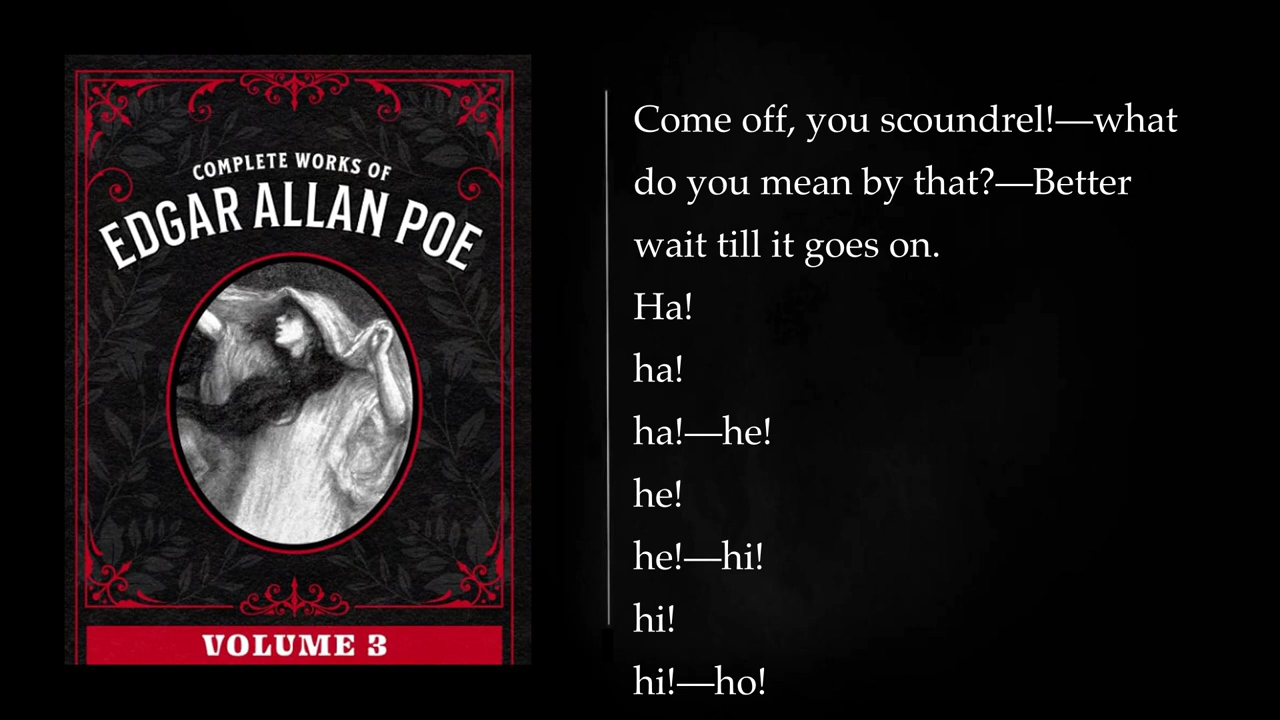 COMPLETE WORKS OF
EDGAR ALLAN POE
VOLUME 3
Come off, you scoundrel!—what
do you mean by that?—Better
wait till it goes on.
Ha!
ha!
ha!—he!
he!
he!—hi!
hi!
hi!—ho!